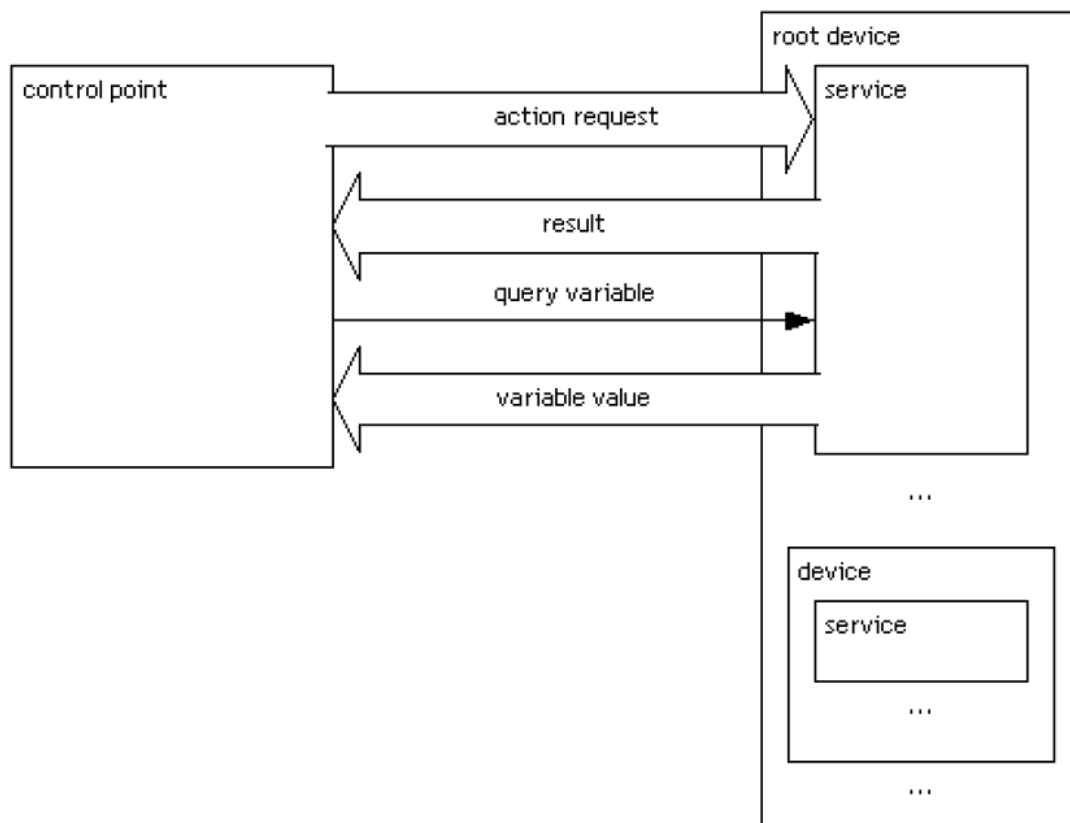 root device
control point
service
action request
result
query variable
variable value
...
device
service
...
...